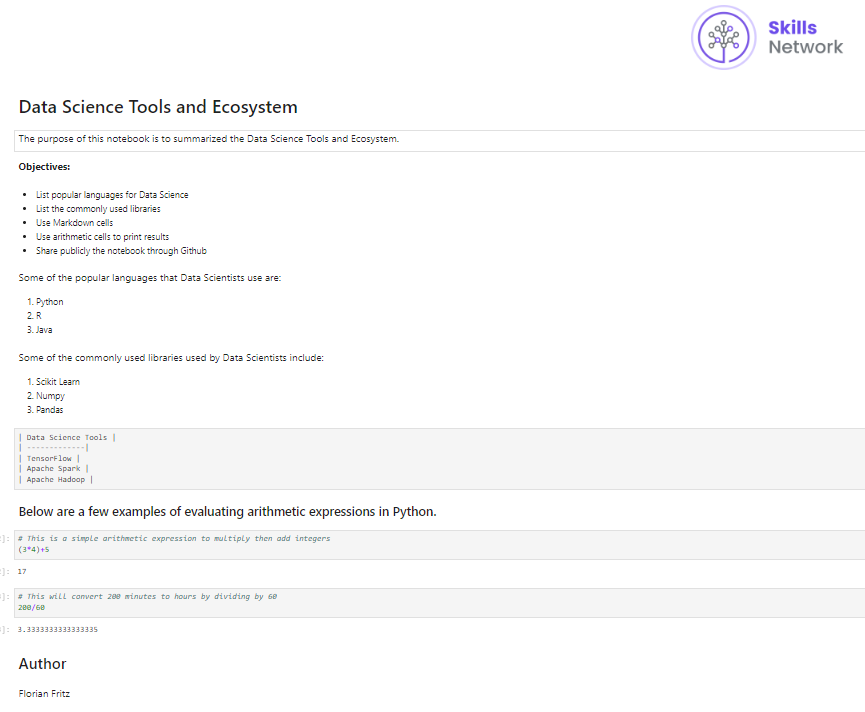 Skills
Network
Data Science Tools and Ecosystem
The purpose of this notebook is to summarized the Data Science Tools and Ecosystem.
Objectives:
• List popular languages for Data Science
• List the commonly used libraries
• Use Markdown cells
• Use arithmetic cells to print results
• Share publicly the notebook through Github
Some of the popular languages that Data Scientists use are:
1. Python
2. R
3. Java
Some of the commonly used libraries used by Data Scientists include:
1. Scikit Learn
2. Numpy
3. Pandas
| Data Science Tools |
| -------------|
| TensorFlow |
| Apache Spark |
| Apache Hadoop |
Below are a few examples of evaluating arithmetic expressions in Python.
# This is a simple arithmetic expression to multiply then add integers
(3*4)+5
17
# This will convert 200 minutes to hours by dividing by 60
200/60
3.3333333333333335
Author
Florian Fritz